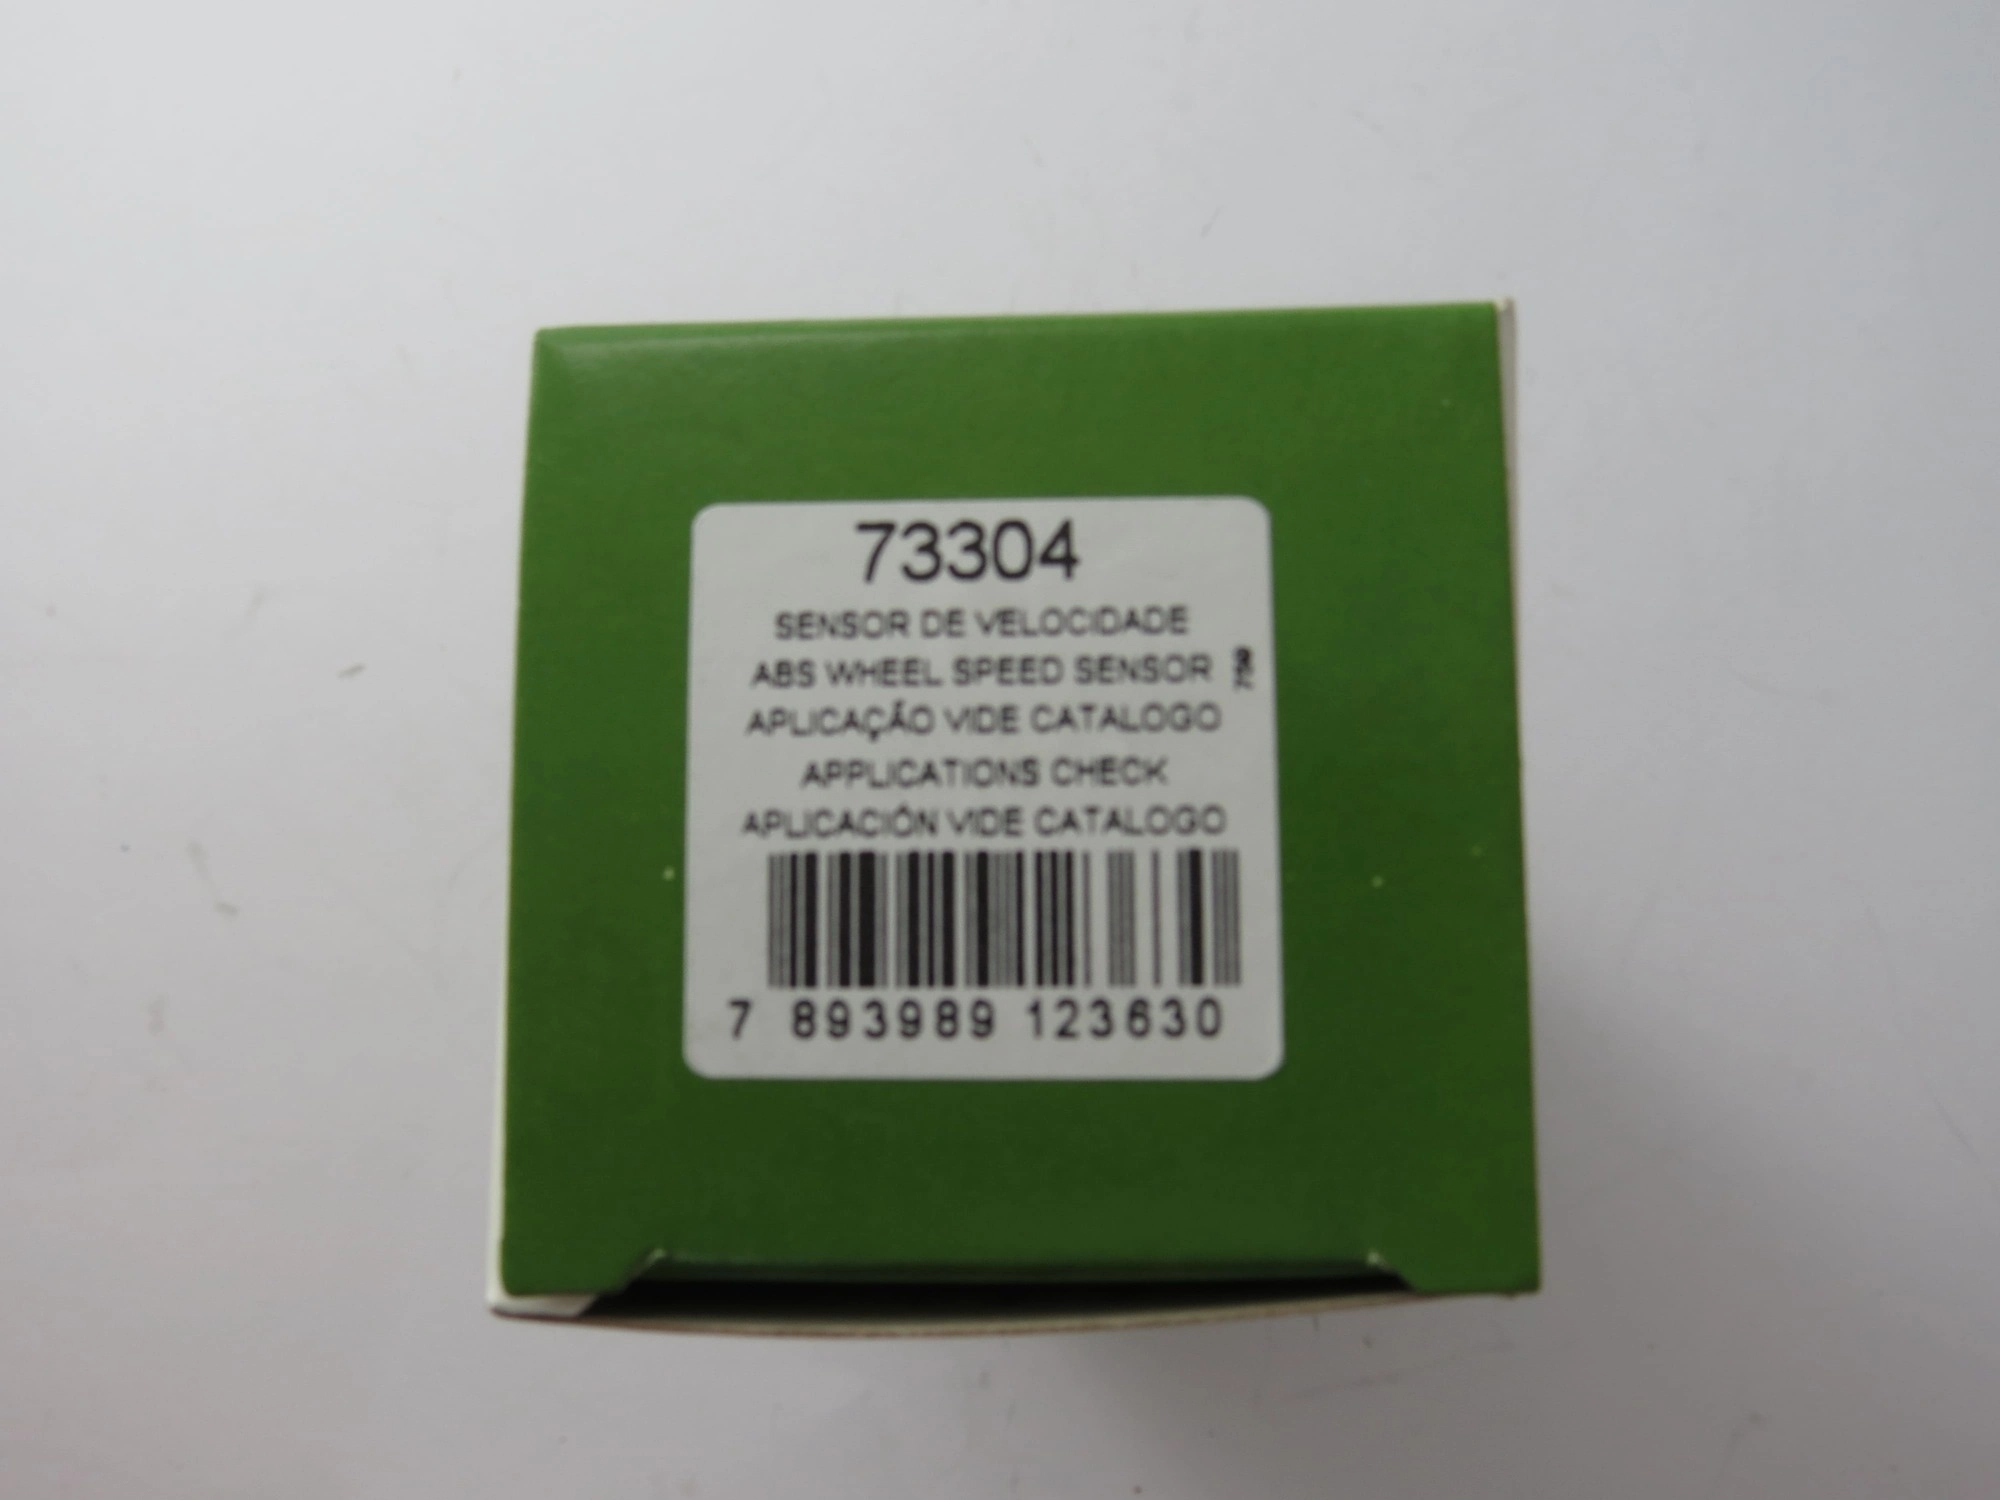 73304
SENSOR DE VELOCIDADE
ABS WHEEL SPEED SENSOR
APLICAÇÃO VIDE CATALOGO
APPLICATIONS CHECK
APLICACIÓN VIDE CATALOGO
7 893989 123630